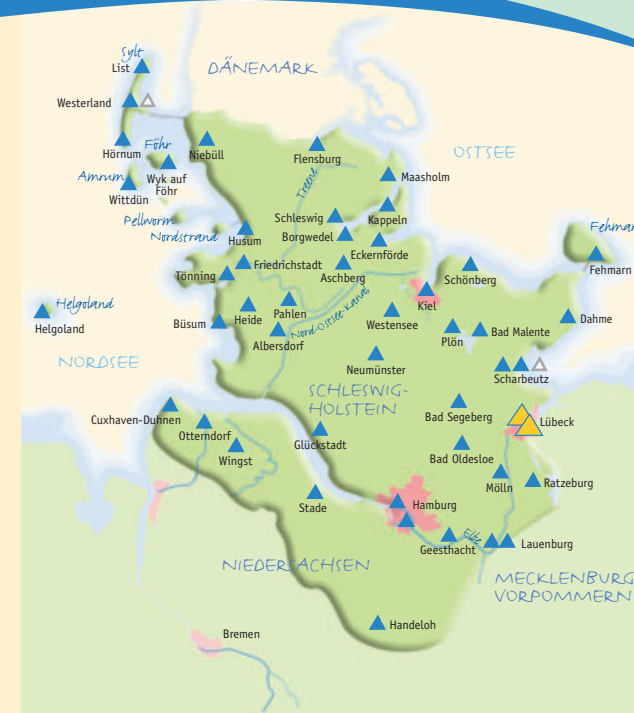 Sylt
List
DÄNEMARK
Westerland
Hörnum
Föhr
Niebüll
Flensburg
OSTSEE
Amrum
Wyk auf
Föhr
Wittdün
Treene
Maasholm
Pellworm
Nordstrand
Husum
Schleswig
Kappeln
Borgwedel
Eckernförde
Fehmarn
Fehmarn
Tönning
Friedrichstadt
Aschberg
Schönberg
Kiel
Helgoland
Helgoland
Büsum
Heide
Pahlen
Nord-Ostsee-Kanal
Albersdorf
Westensee
Plön
Bad Malente
Dahme
NORDSEE
Neumünster
Scharbeutz
SCHLESWIG-
HOLSTEIN
Cuxhaven-Duhnen
Otterndorf
Wingst
Glückstadt
Bad Segeberg
Lübeck
Bad Oldesloe
Mölln
Ratzeburg
Stade
Hamburg
Geesthacht
Elbe
Lauenburg
NIEDERSACHSEN
MECKLENBURG
VORPOMMERN
Handeloh
Bremen